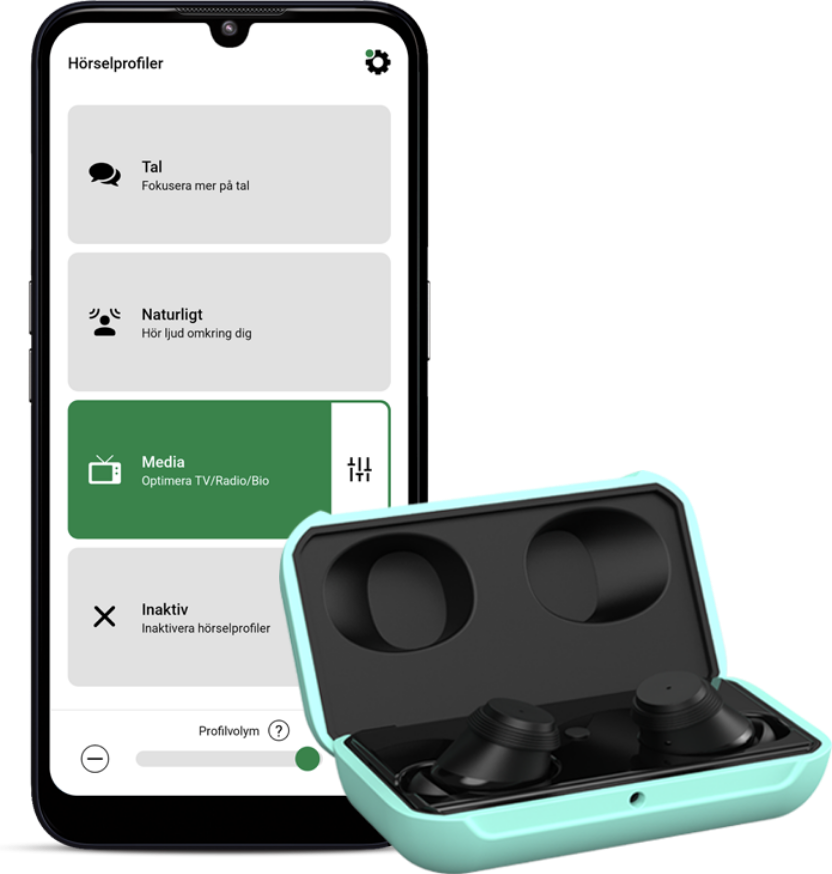 Hörselprofiler
Tal
Fokusera mer på tal
Naturligt
Hör ljud omkring dig
Media
Optimera TV/Radio/Bio
Inaktiv
Inaktivera hörselprofiler
Profilvolym ?